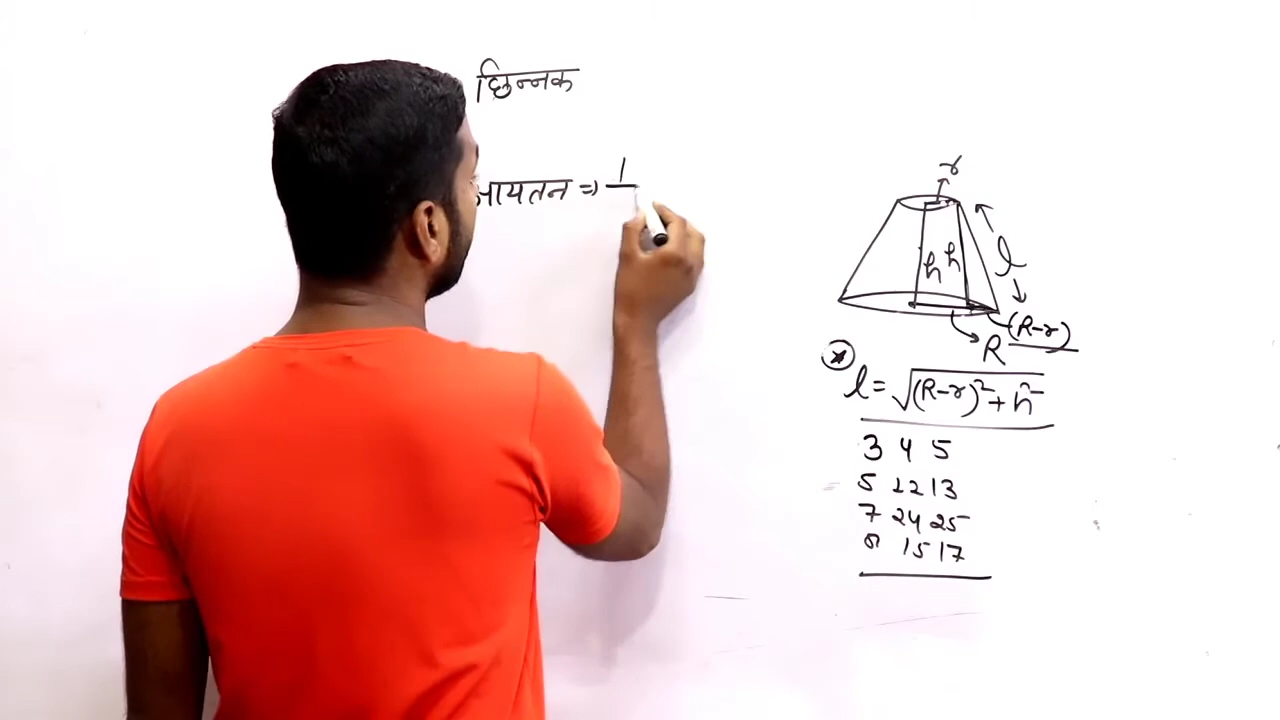 छिन्नक
आयतन => 1
r
h h
l
(R-r)
R
l = √(R-r)² + h²
3 4 5
5 12 13
7 24 25
8 15 17